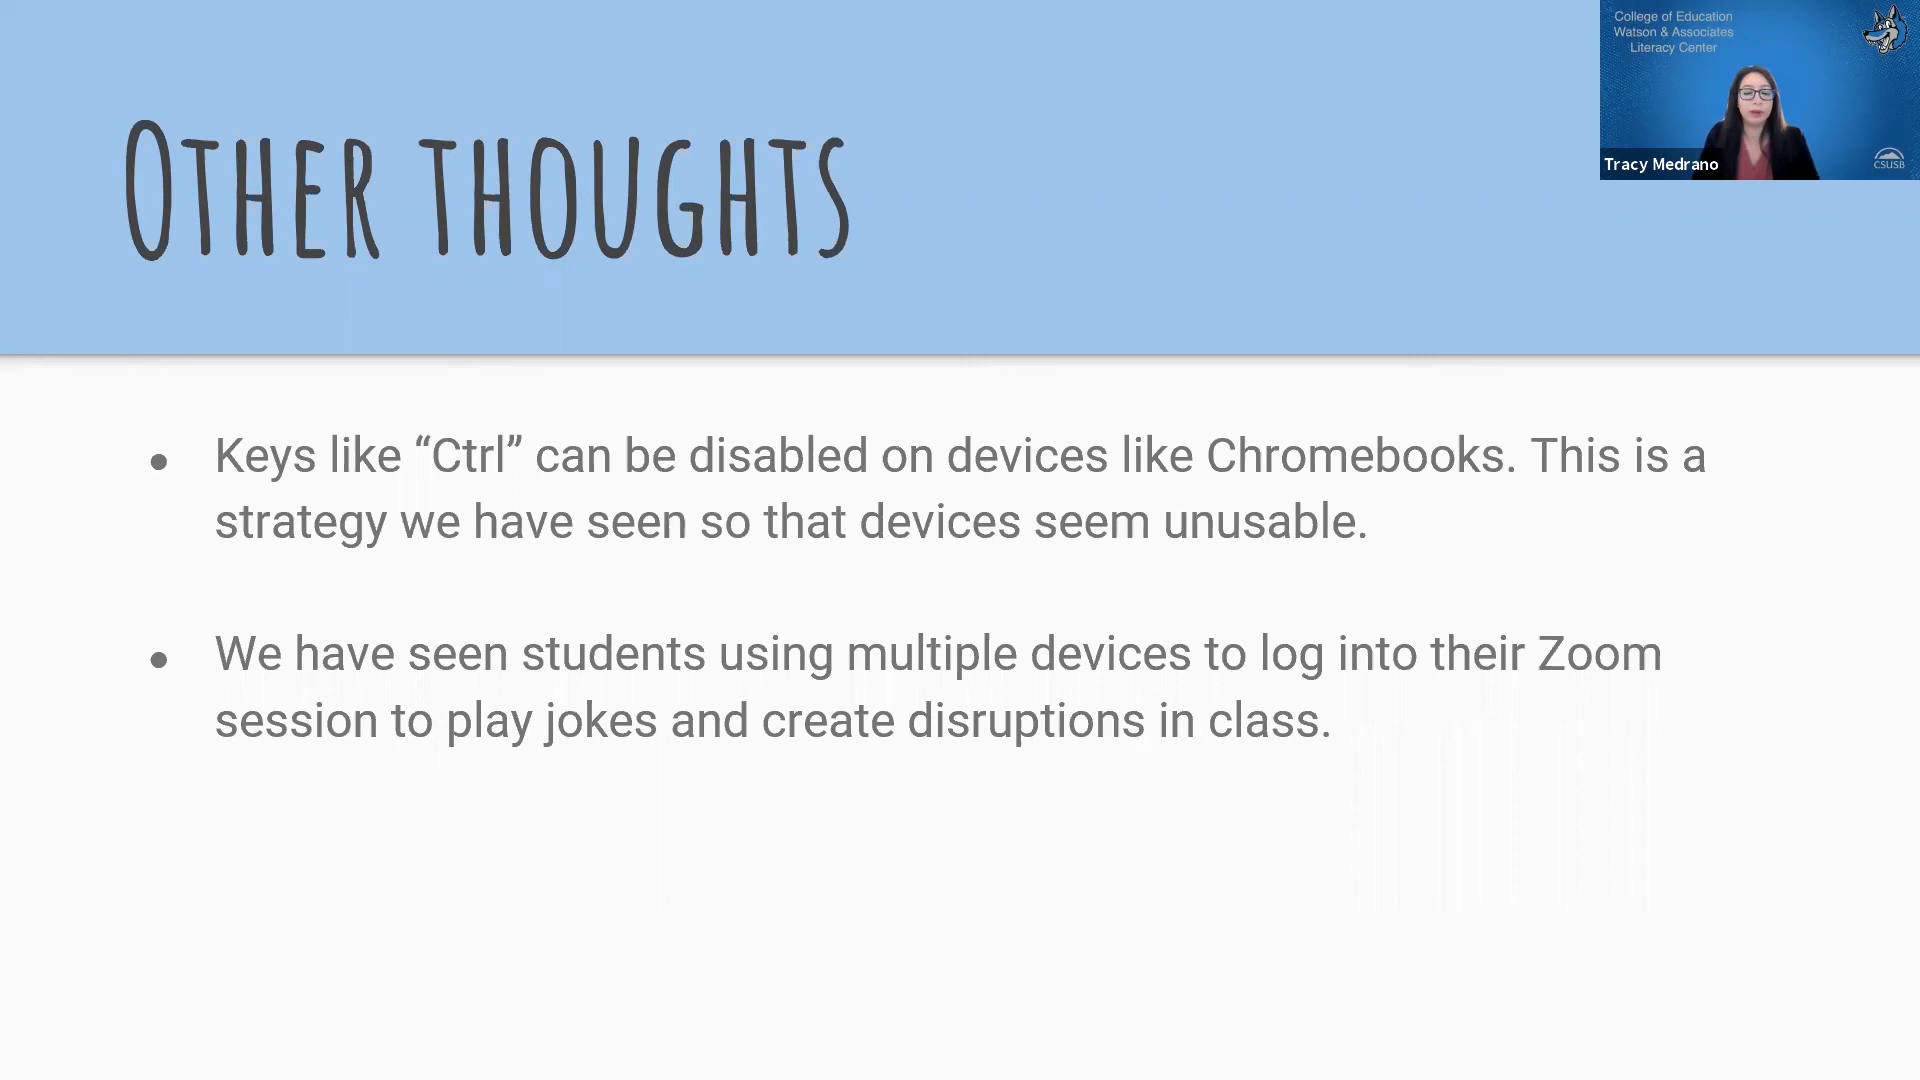 College of Education
Watson & Associates
Literacy Center
Tracy Medrano
CSUSB
OTHER THOUGHTS
● Keys like “Ctrl” can be disabled on devices like Chromebooks. This is a
strategy we have seen so that devices seem unusable.
● We have seen students using multiple devices to log into their Zoom
session to play jokes and create disruptions in class.